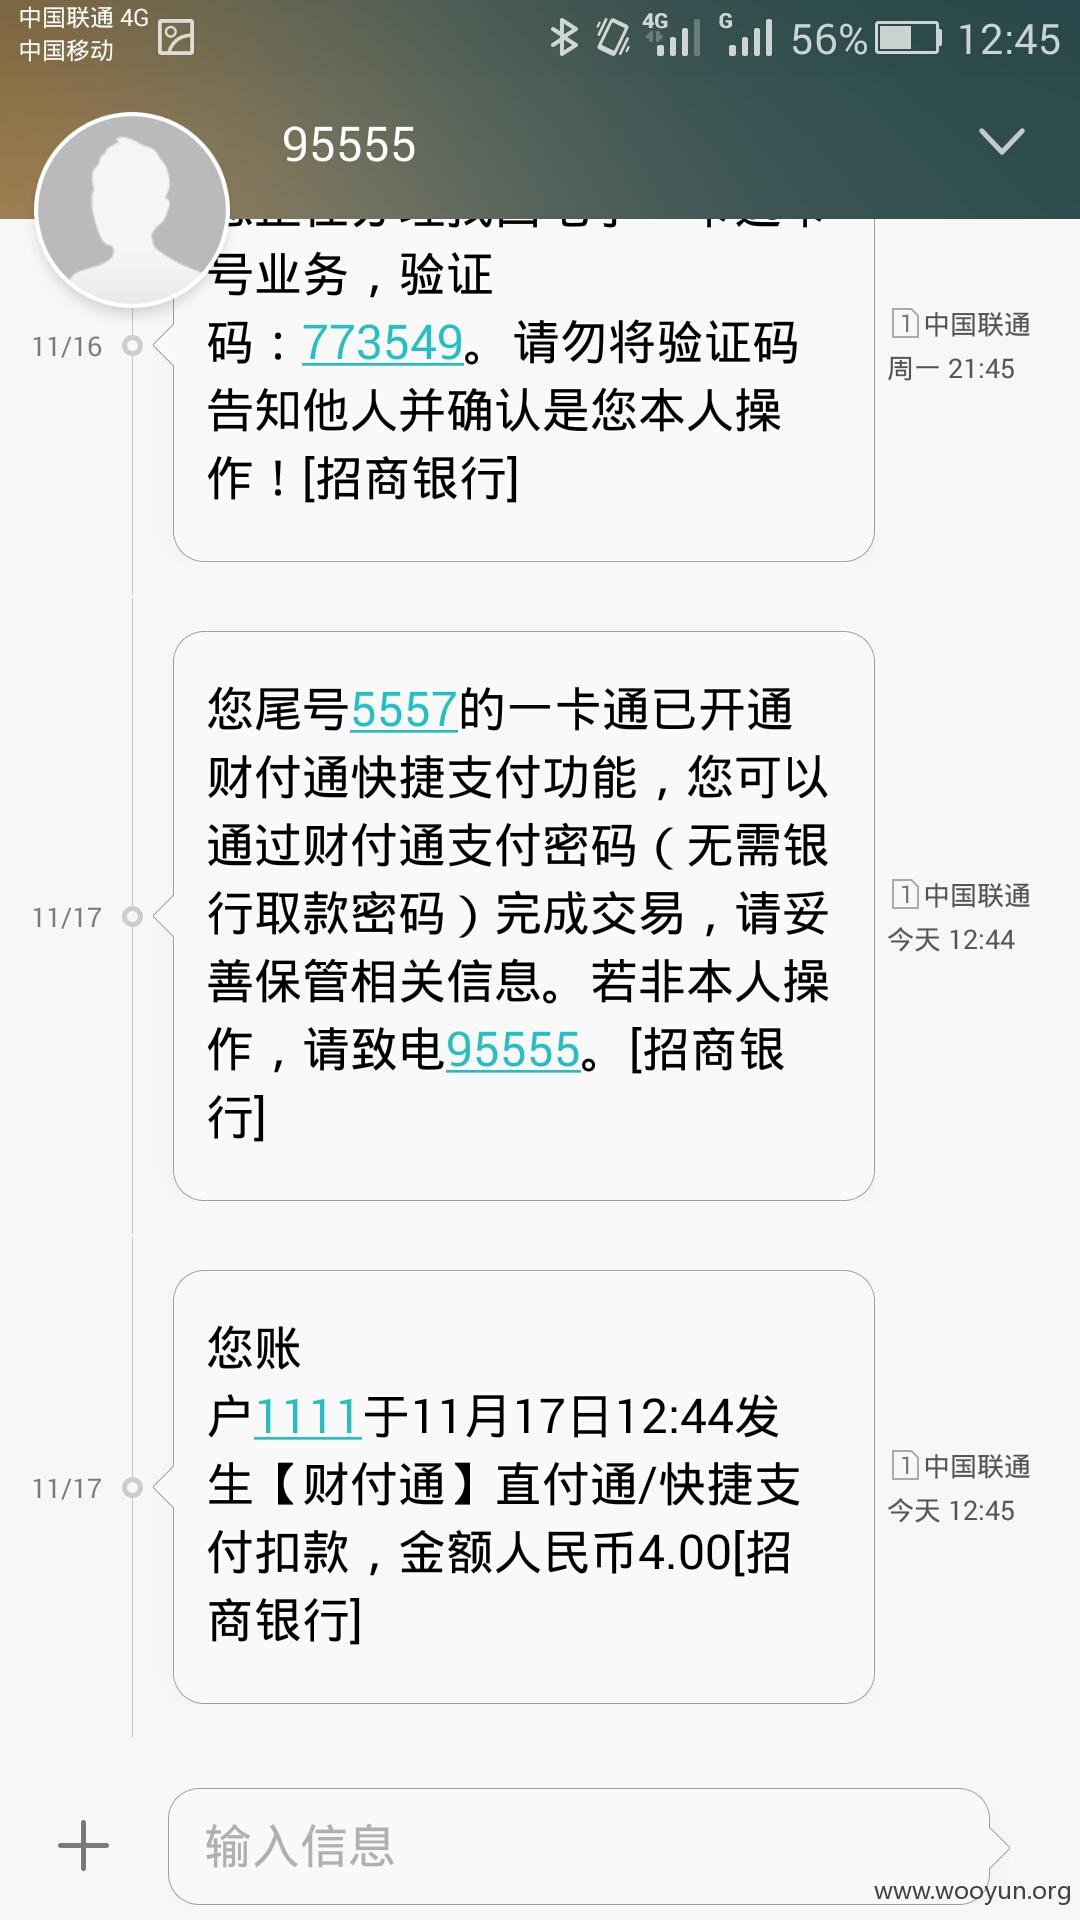 中国联通 4G
中国移动
4G
G
56%
12:45
95555
号业务，验证
码：773549。请勿将验证码
告知他人并确认是您本人操
作！[招商银行]
11/16
1 中国联通
周一 21:45
您尾号5557的一卡通已开通
财付通快捷支付功能，您可以
通过财付通支付密码（无需银
行取款密码）完成交易，请妥
善保管相关信息。若非本人操
作，请致电95555。[招商银
行]
11/17
1 中国联通
今天 12:44
您账
户1111于11月17日12:44发
生【财付通】直付通/快捷支
付扣款，金额人民币4.00[招
商银行]
11/17
1 中国联通
今天 12:45
输入信息
www.wooyun.org